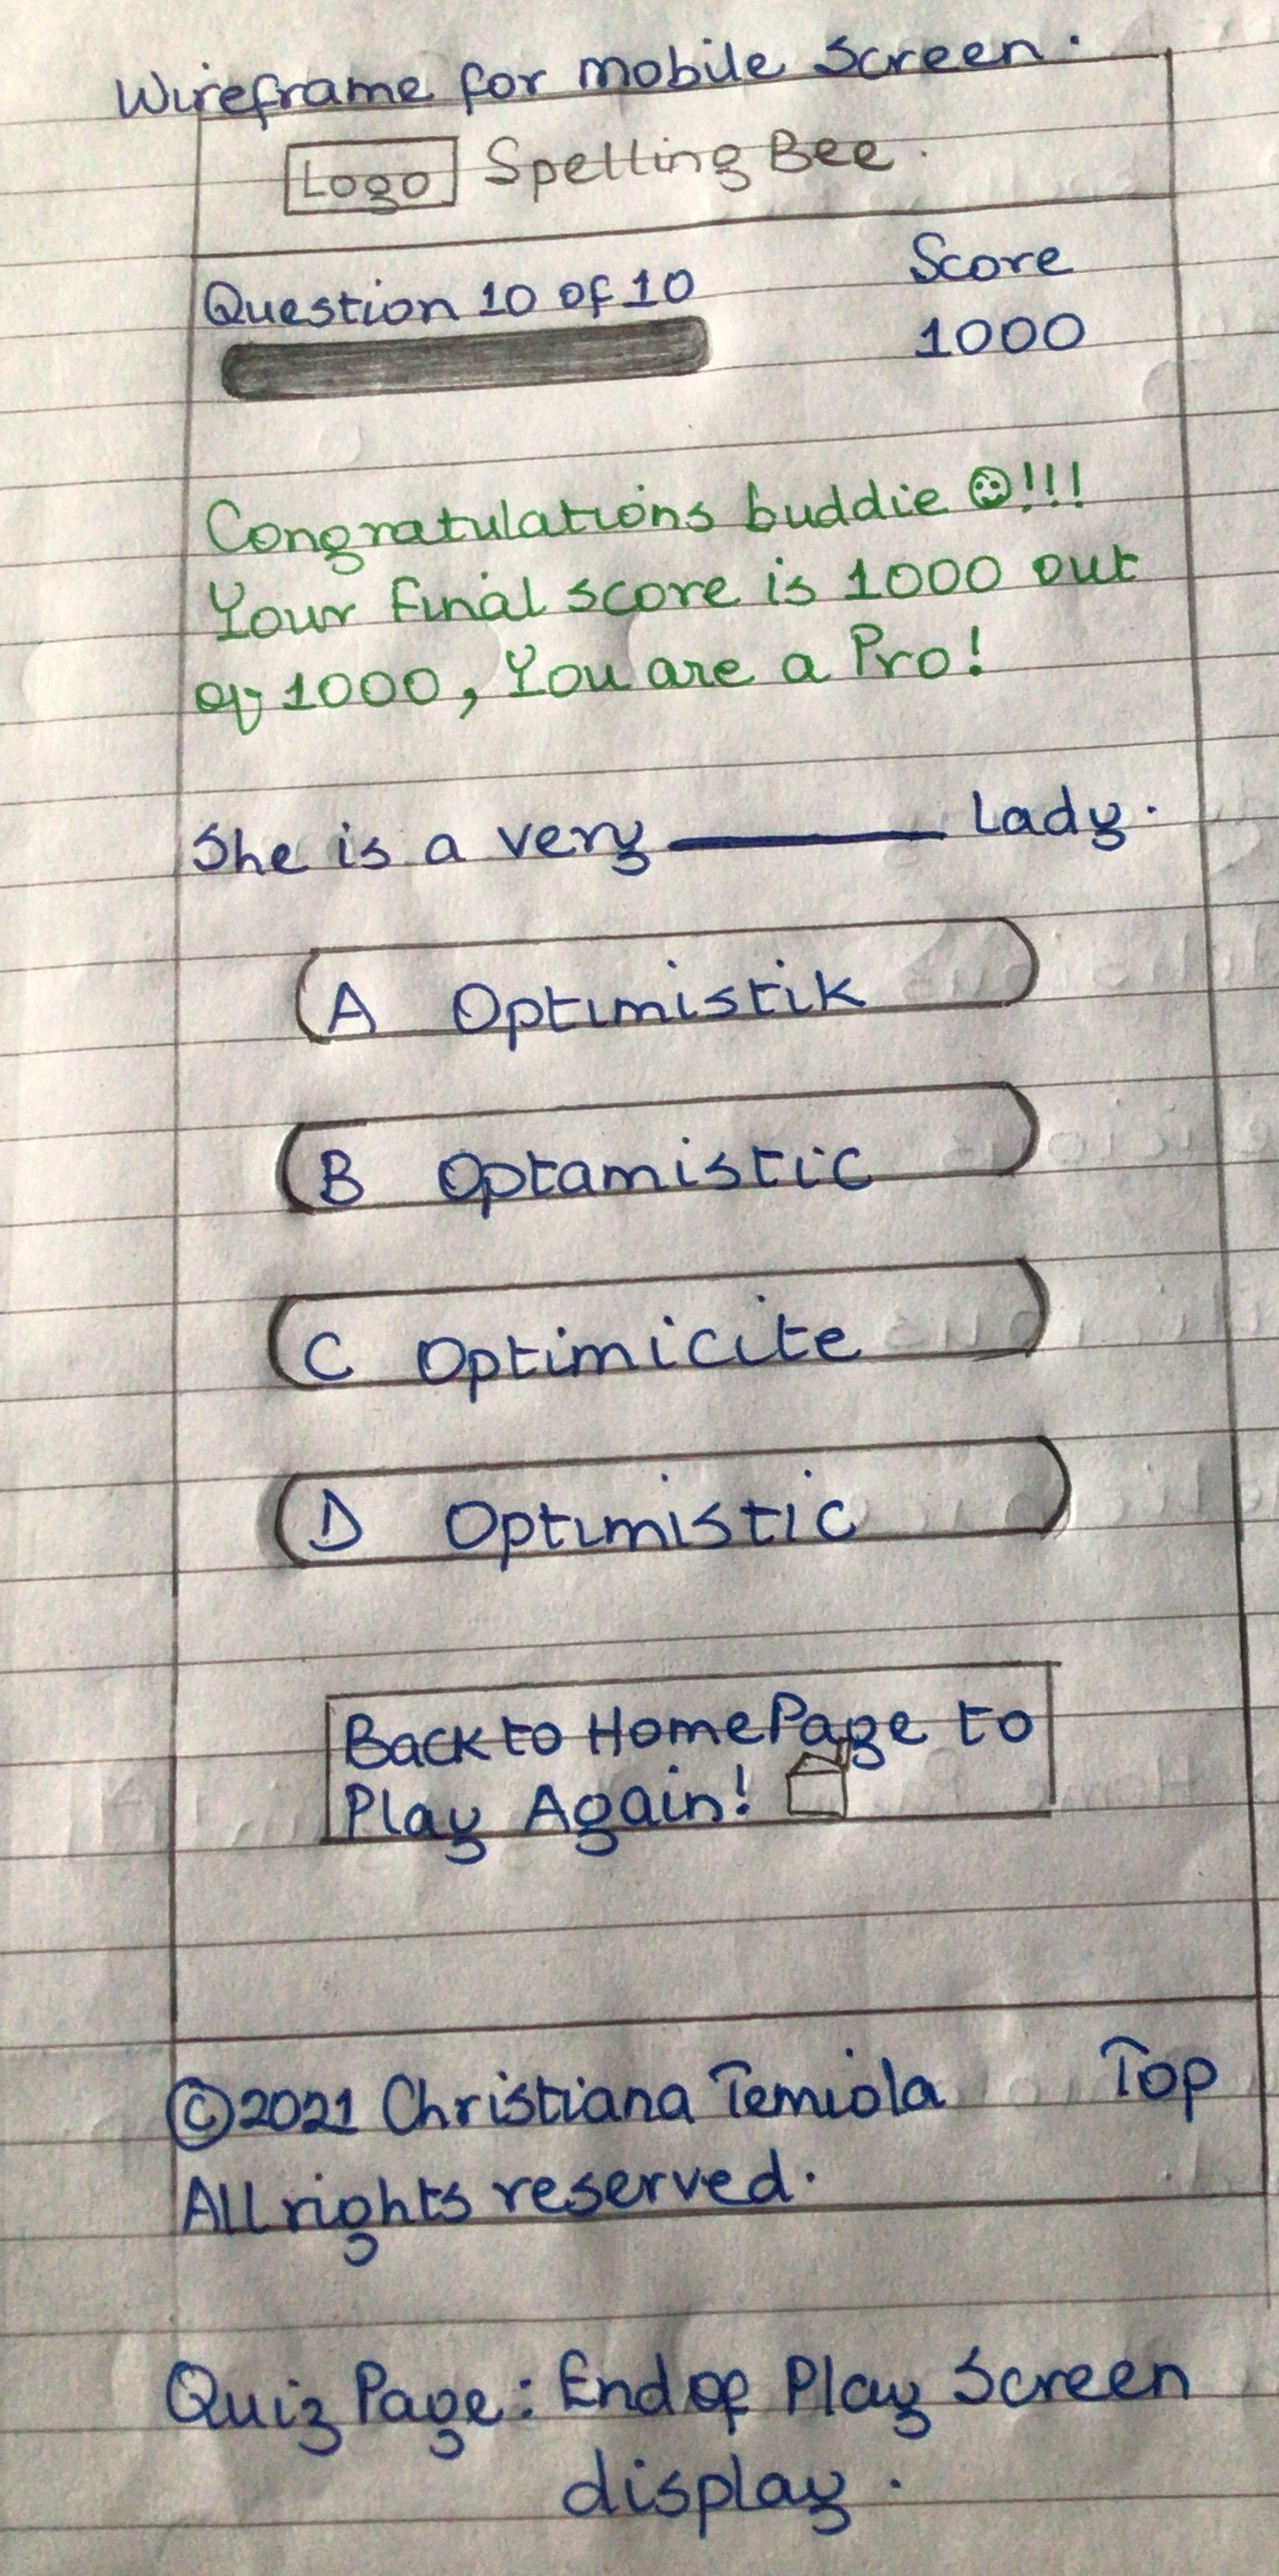 Wireframe for mobile Screen.
Logo Spelling Bee.
Question 10 of 10
Score
1000
Congratulations buddie ☺!!!
Your final score is 1000 out
of 1000, You are a Pro!
She is a very ______ Lady.
A Optimistik
B Optamistic
C Optimicite
D Optimistic
Back to HomePage to
Play Again!
©2021 Christiana Temiola
All rights reserved.
Top
Quiz Page: End of Play Screen
display.